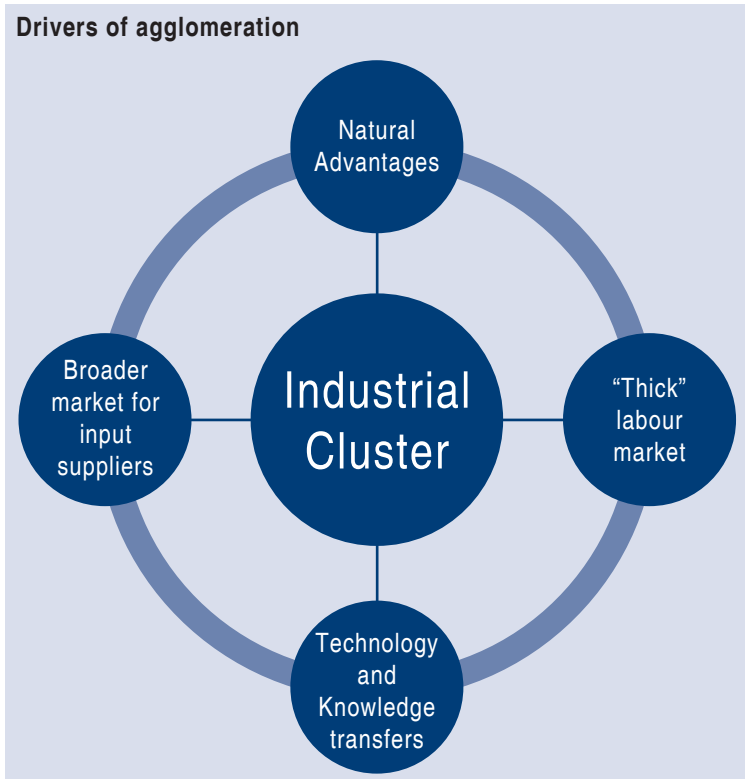 Drivers of agglomeration
Natural
Advantages
Broader
market for
input
suppliers
Industrial
Cluster
“Thick”
labour
market
Technology
and
Knowledge
transfers